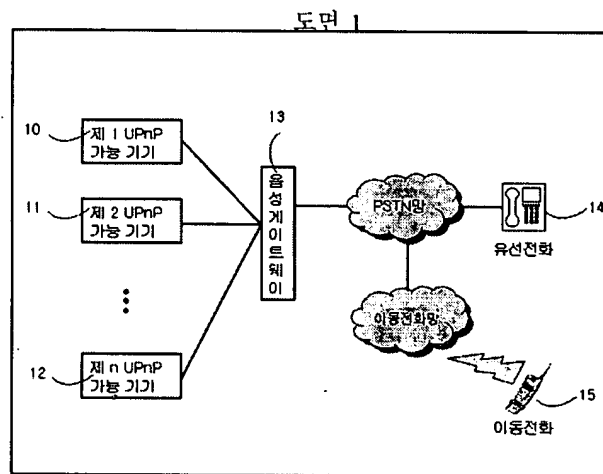 도면 1
10
제 1 UPnP
가능 기기
11
제 2 UPnP
가능 기기
12
제 n UPnP
가능 기기
13
음성게이트웨이
PSTN망
14
유선전화
이동전화망
15
이동전화